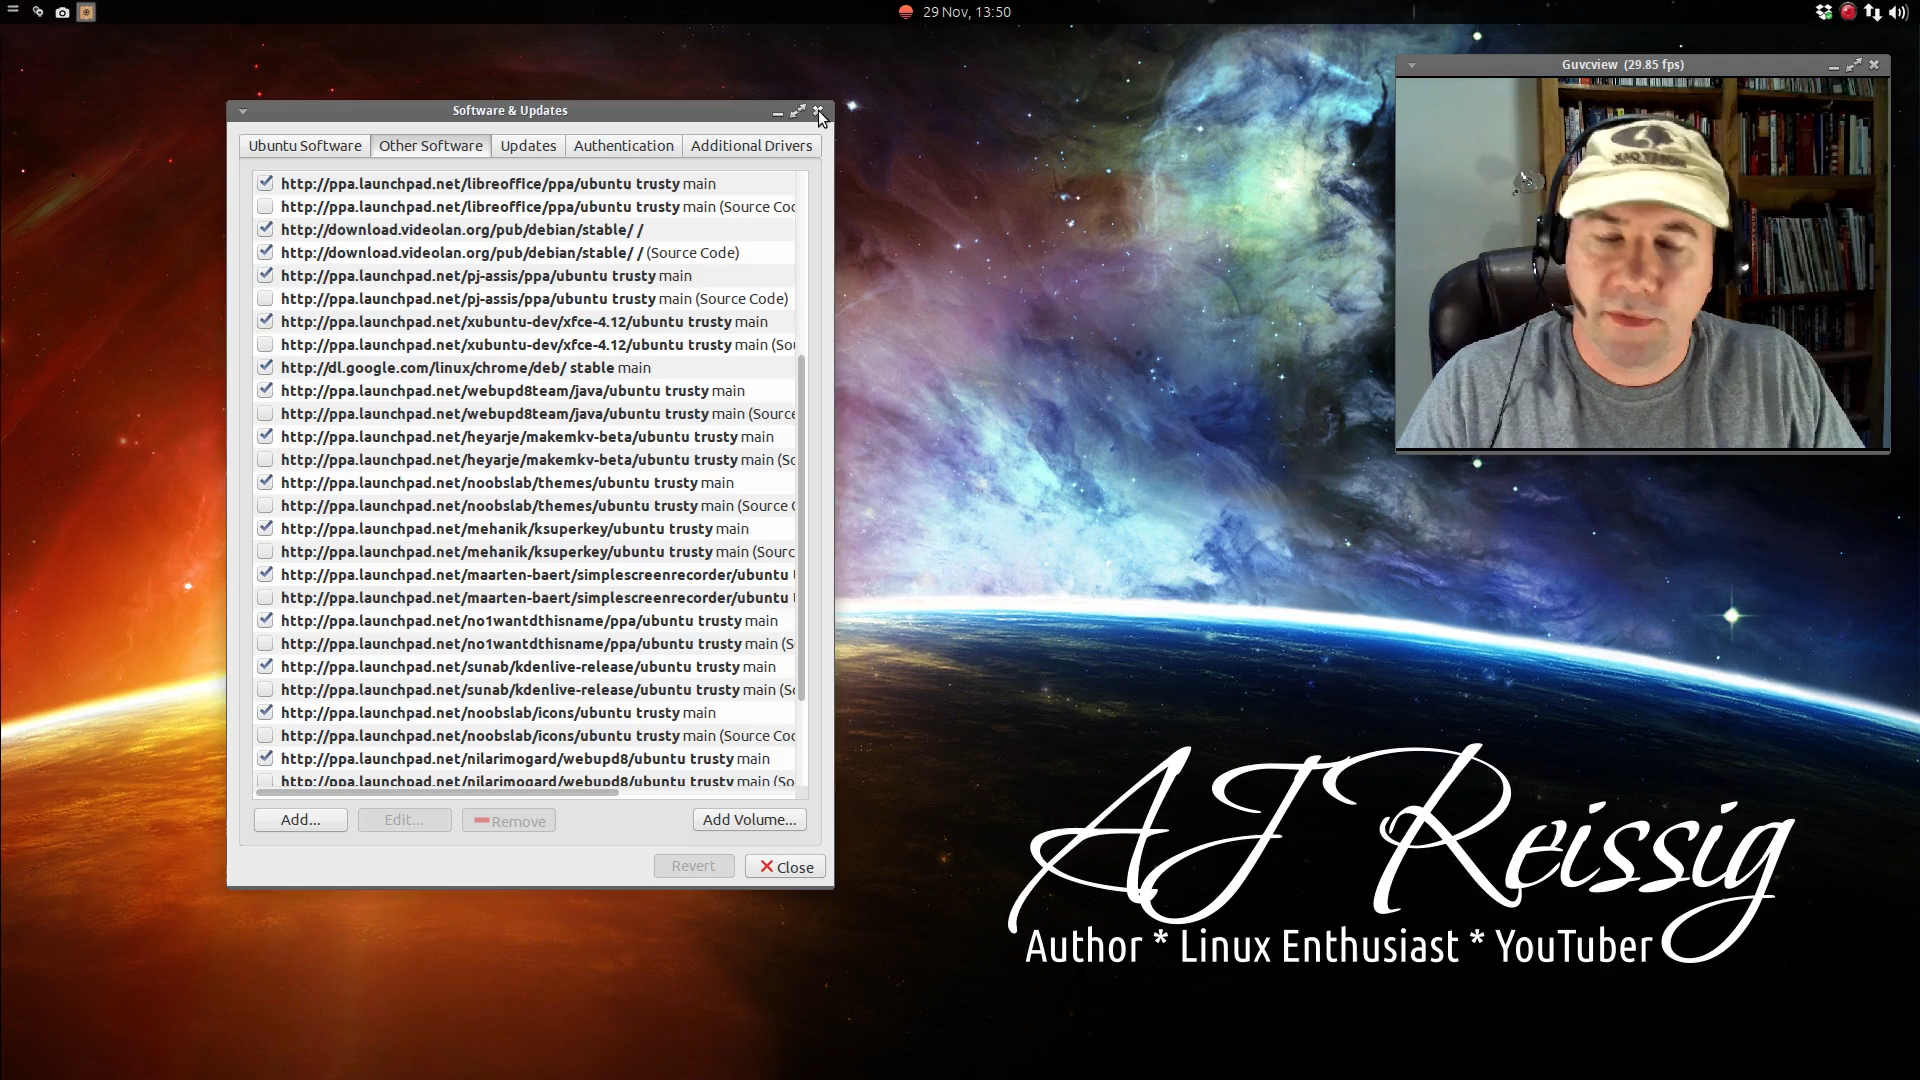 29 Nov, 13:50
Guvcview (29.85 fps)
Software & Updates
Ubuntu Software
Other Software
Updates
Authentication
Additional Drivers
http://ppa.launchpad.net/libreoffice/ppa/ubuntu trusty main
http://ppa.launchpad.net/libreoffice/ppa/ubuntu trusty main (Source Coc
http://download.videolan.org/pub/debian/stable/ /
http://download.videolan.org/pub/debian/stable/ / (Source Code)
http://ppa.launchpad.net/pj-assis/ppa/ubuntu trusty main
http://ppa.launchpad.net/pj-assis/ppa/ubuntu trusty main (Source Code)
http://ppa.launchpad.net/xubuntu-dev/xfce-4.12/ubuntu trusty main
http://ppa.launchpad.net/xubuntu-dev/xfce-4.12/ubuntu trusty main (Sou
http://dl.google.com/linux/chrome/deb/ stable main
http://ppa.launchpad.net/webupd8team/java/ubuntu trusty main
http://ppa.launchpad.net/webupd8team/java/ubuntu trusty main (Source
http://ppa.launchpad.net/heyarje/makemkv-beta/ubuntu trusty main
http://ppa.launchpad.net/heyarje/makemkv-beta/ubuntu trusty main (So
http://ppa.launchpad.net/noobslab/themes/ubuntu trusty main
http://ppa.launchpad.net/noobslab/themes/ubuntu trusty main (Source C
http://ppa.launchpad.net/mehanik/ksuperkey/ubuntu trusty main
http://ppa.launchpad.net/mehanik/ksuperkey/ubuntu trusty main (Sourc
http://ppa.launchpad.net/maarten-baert/simplescreenrecorder/ubuntu t
http://ppa.launchpad.net/maarten-baert/simplescreenrecorder/ubuntu t
http://ppa.launchpad.net/no1wantdthisname/ppa/ubuntu trusty main
http://ppa.launchpad.net/no1wantdthisname/ppa/ubuntu trusty main (S
http://ppa.launchpad.net/sunab/kdenlive-release/ubuntu trusty main
http://ppa.launchpad.net/sunab/kdenlive-release/ubuntu trusty main (So
http://ppa.launchpad.net/noobslab/icons/ubuntu trusty main
http://ppa.launchpad.net/noobslab/icons/ubuntu trusty main (Source Coc
http://ppa.launchpad.net/nilarimogard/webupd8/ubuntu trusty main
http://ppa.launchpad.net/nilarimogard/webupd8/ubuntu trusty main (So
Add...
Edit...
Remove
Add Volume...
Revert
Close
AJ Reissig
Author * Linux Enthusiast * YouTuber